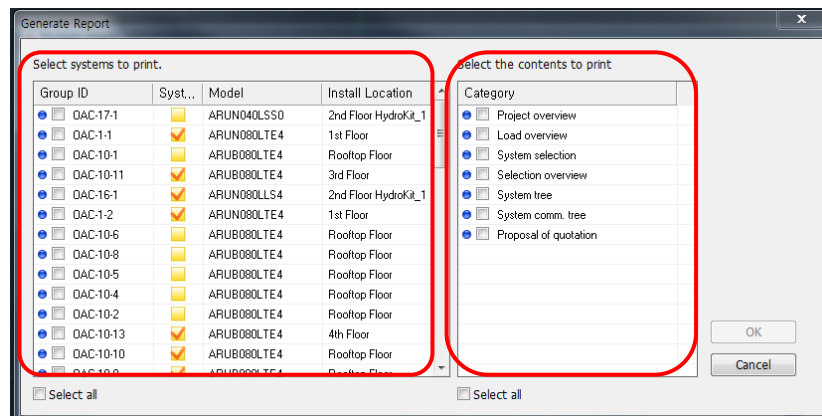 Generate Report
x
Select systems to print.
Group ID Syst... Model Install Location
OAC-17-1 ARUN040LSS0 2nd Floor HydroKit_1
OAC-1-1 ARUN080LTE4 1st Floor
OAC-10-1 ARUB080LTE4 Rooftop Floor
OAC-10-11 ARUB080LTE4 3rd Floor
OAC-16-1 ARUN080LLS4 2nd Floor HydroKit_1
OAC-1-2 ARUN080LTE4 1st Floor
OAC-10-6 ARUB080LTE4 Rooftop Floor
OAC-10-8 ARUB080LTE4 Rooftop Floor
OAC-10-5 ARUB080LTE4 Rooftop Floor
OAC-10-4 ARUB080LTE4 Rooftop Floor
OAC-10-2 ARUB080LTE4 Rooftop Floor
OAC-10-13 ARUB080LTE4 4th Floor
OAC-10-10 ARUB080LTE4 Rooftop Floor
Select all
Select the contents to print
Category
Project overview
Load overview
System selection
Selection overview
System tree
System comm. tree
Proposal of quotation
Select all
OK
Cancel